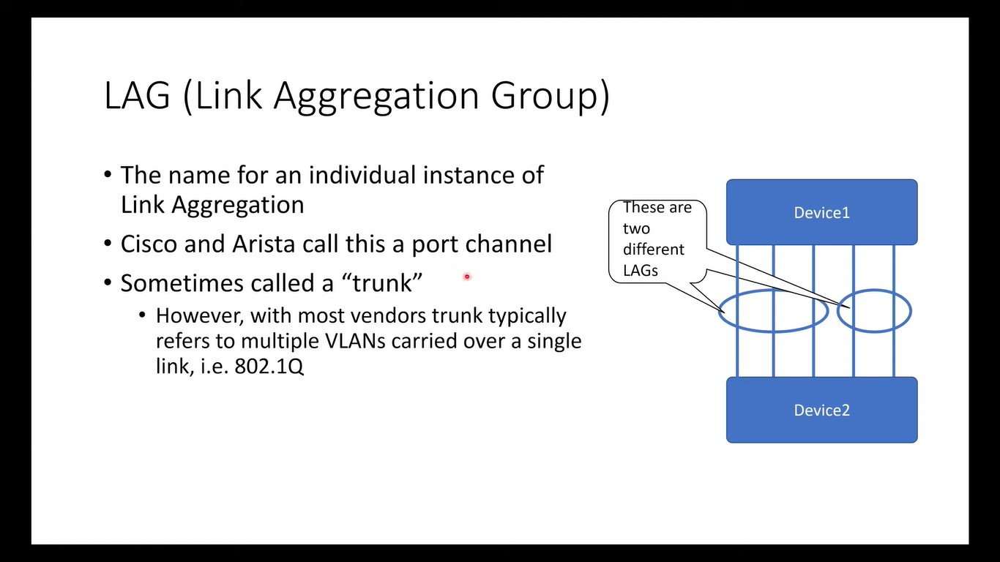 LAG (Link Aggregation Group)
• The name for an individual instance of
Link Aggregation
• Cisco and Arista call this a port channel
• Sometimes called a “trunk”
• However, with most vendors trunk typically
refers to multiple VLANs carried over a single
link, i.e. 802.1Q
These are
two
different
LAGs
Device1
Device2